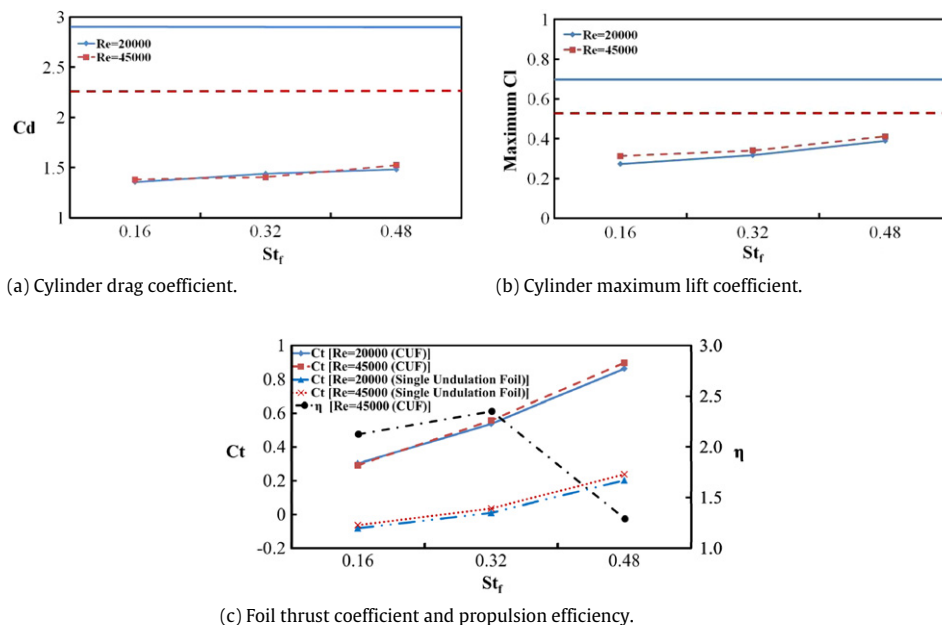 3
2.5
2
1.5
1
Cd
Re=20000
Re=45000
0.16 0.32 0.48
St_f
(a) Cylinder drag coefficient.
1
0.8
0.6
0.4
0.2
0
Maximum Cl
Re=20000
Re=45000
0.16 0.32 0.48
St_f
(b) Cylinder maximum lift coefficient.
1
0.8
0.6
0.4
0.2
0
-0.2
Ct
Ct [Re=20000 (CUF)]
Ct [Re=45000 (CUF)]
Ct [Re=20000 (Single Undulation Foil)]
Ct [Re=45000 (Single Undulation Foil)]
η [Re=45000 (CUF)]
3.0
2.5
2.0
1.5
1.0
η
0.16 0.32 0.48
St_f
(c) Foil thrust coefficient and propulsion efficiency.